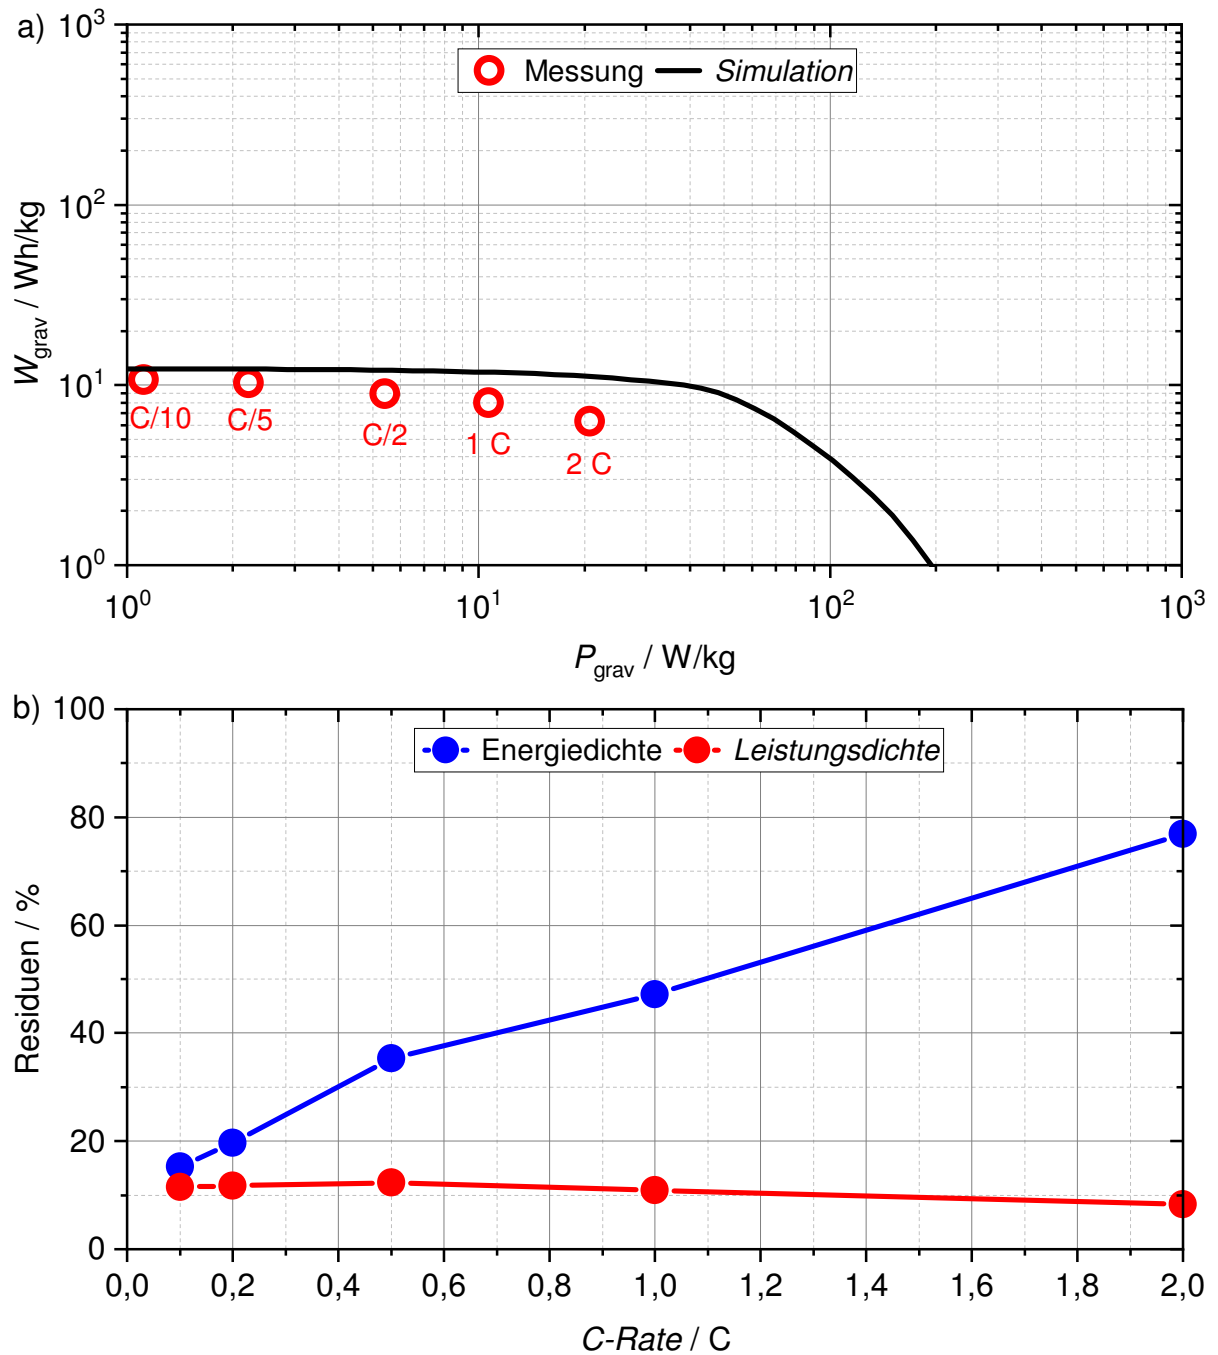 a)
10³
Messung Simulation
10²
W_grav / Wh/kg
10¹
C/10 C/5 C/2 1 C 2 C
10⁰
10⁰ 10¹ 10² 10³
P_grav / W/kg
b)
100
Energiedichte Leistungsdichte
80
60
Residuen / %
40
20
0
0,0 0,2 0,4 0,6 0,8 1,0 1,2 1,4 1,6 1,8 2,0
C-Rate / C